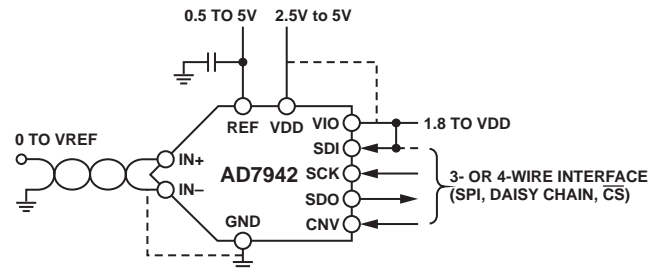 0.5 TO 5V 2.5V to 5V
REF VDD VIO 1.8 TO VDD
0 TO VREF
SDI
IN+
AD7942 SCK 3- OR 4-WIRE INTERFACE
(SPI, DAISY CHAIN, CS)
IN– SDO
GND CNV